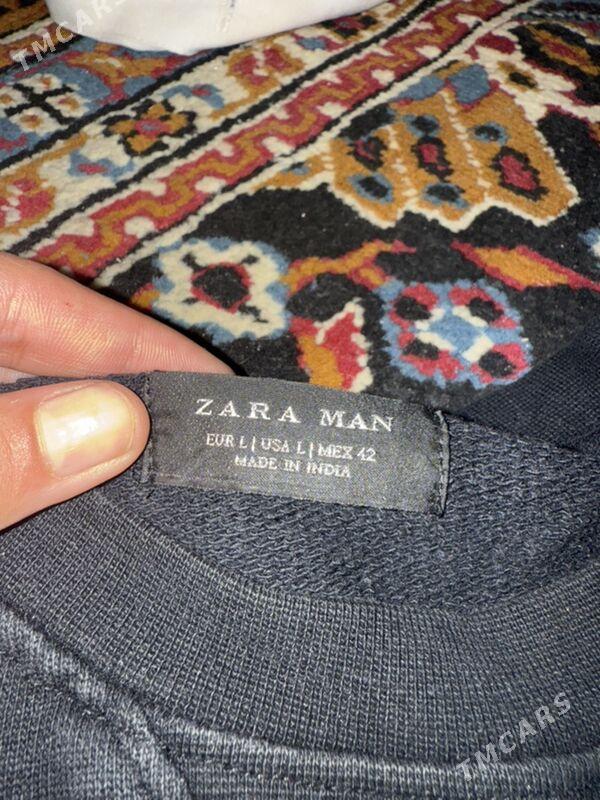 TMCARS
ZARA MAN
EUR L | USA L | MEX 42
MADE IN INDIA
TMCARS